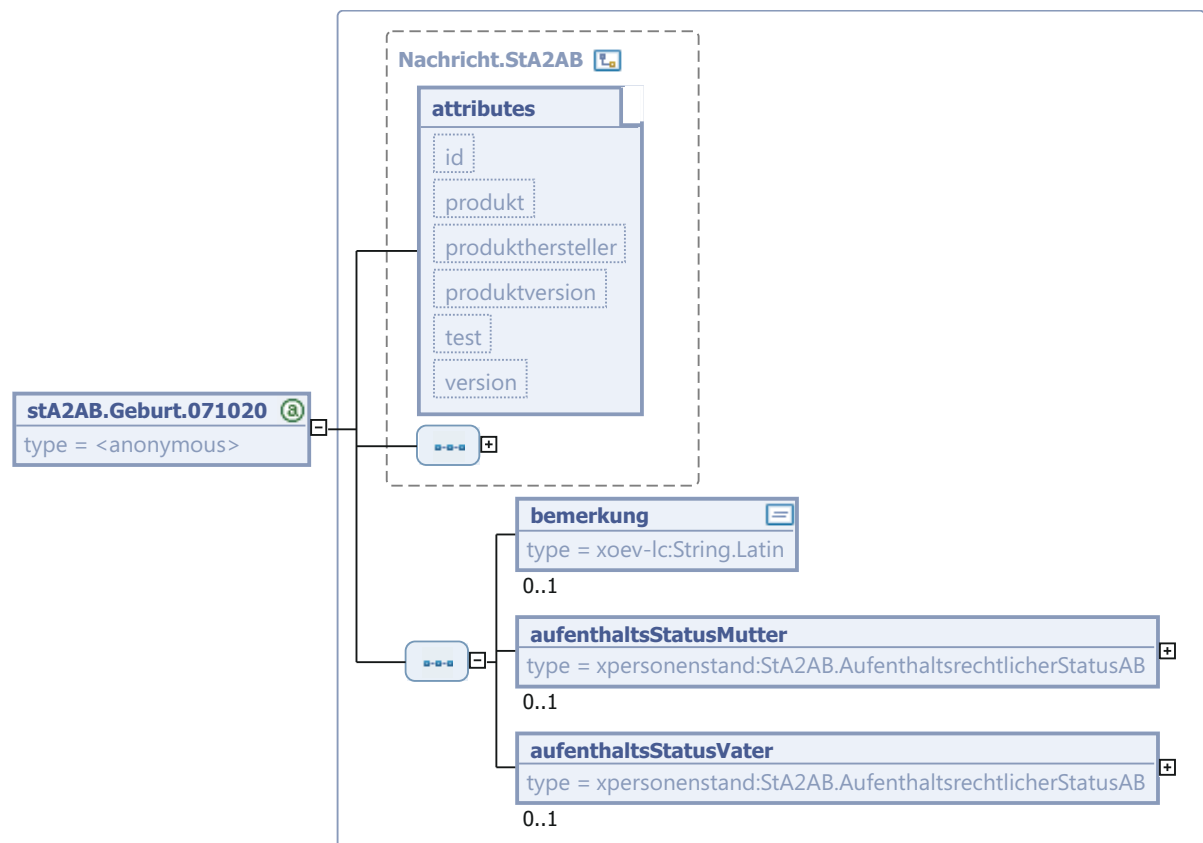 Nachricht.StA2AB
attributes
id
produkt
produkthersteller
produktversion
test
version
stA2AB.Geburt.071020
type = <anonymous>
bemerkung
type = xoev-lc:String.Latin
0..1
aufenthaltsStatusMutter
type = xpersonenstand:StA2AB.AufenthaltsrechtlicherStatusAB
0..1
aufenthaltsStatusVater
type = xpersonenstand:StA2AB.AufenthaltsrechtlicherStatusAB
0..1